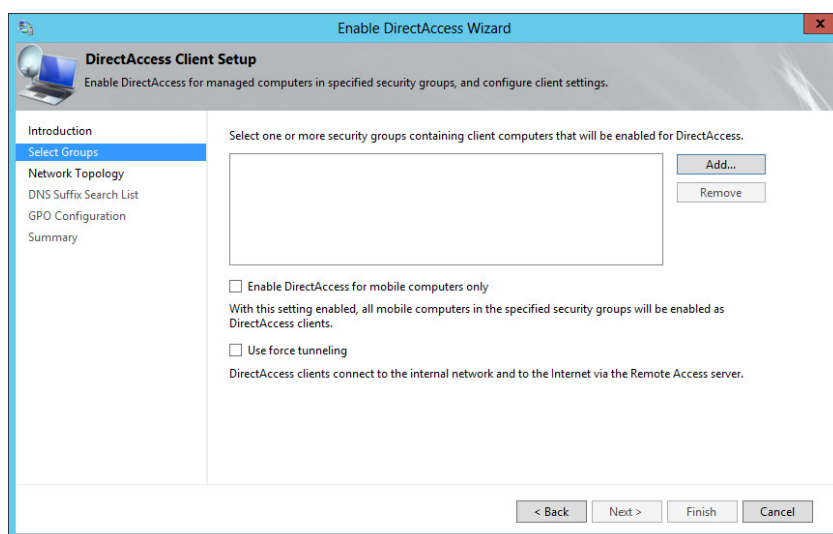 Enable DirectAccess Wizard
x
DirectAccess Client Setup
Enable DirectAccess for managed computers in specified security groups, and configure client settings.
Introduction
Select Groups
Network Topology
DNS Suffix Search List
GPO Configuration
Summary
Select one or more security groups containing client computers that will be enabled for DirectAccess.
Add...
Remove
Enable DirectAccess for mobile computers only
With this setting enabled, all mobile computers in the specified security groups will be enabled as
DirectAccess clients.
Use force tunneling
DirectAccess clients connect to the internal network and to the Internet via the Remote Access server.
< Back
Next >
Finish
Cancel